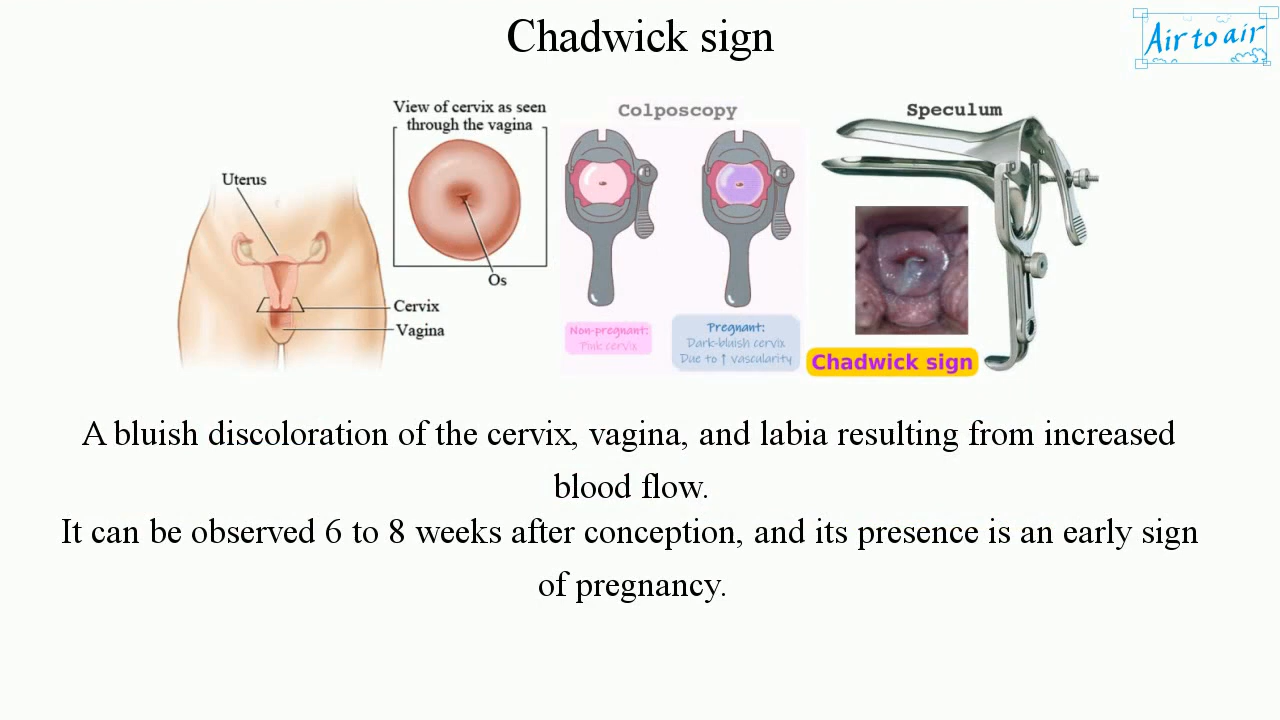 Chadwick sign
Air to air
View of cervix as seen
through the vagina
Uterus
Os
Cervix
Vagina
Colposcopy
Non-pregnant:
Pink cervix
Pregnant:
Dark-bluish cervix
Due to ↑ vascularity
Speculum
Chadwick sign
A bluish discoloration of the cervix, vagina, and labia resulting from increased
blood flow.
It can be observed 6 to 8 weeks after conception, and its presence is an early sign
of pregnancy.